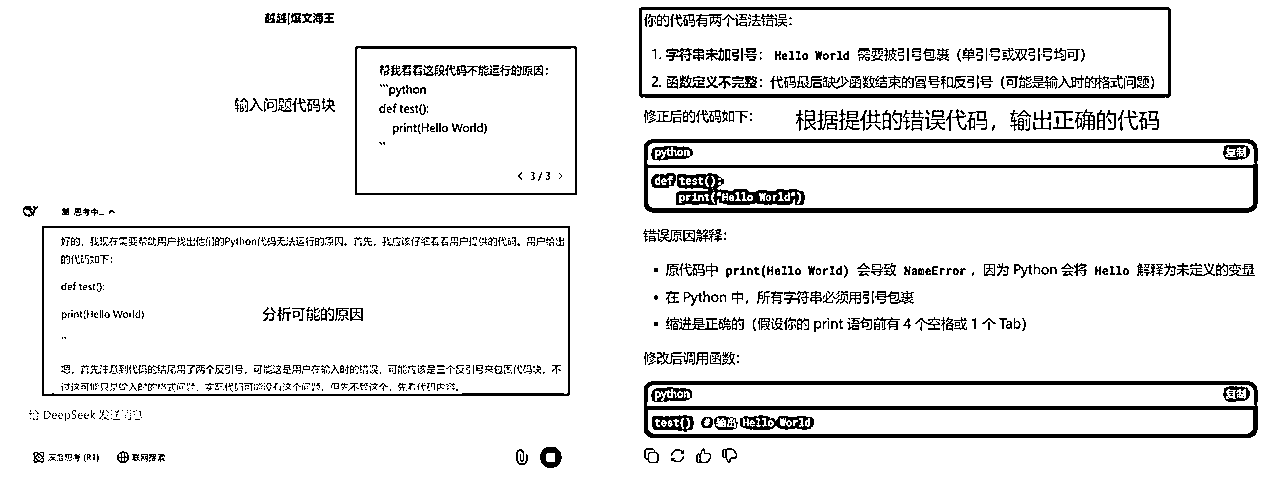 越越|爆文海王
帮我看看这段代码不能运行的原因：
```python
def test():
print(Hello World)
``
输入问题代码块
3 / 3
思考中...
好的，我现在需要帮助用户找出他们的Python代码无法运行的原因。首先，我应该仔细看看用户提供的代码。用户给出
的代码如下：
def test():
print(Hello World)
``
分析可能的原因
嗯，首先注意到代码的结尾用了两个反引号，可能这是用户在输入时的错误，可能应该是三个反引号来包围代码块。不
过这可能只是输入时的格式问题，实际代码可能没有这个问题。但先不管这个，先看代码内容。
给 DeepSeek 发送消息
深度思考 (R1)
联网搜索
你的代码有两个语法错误：
1. 字符串未加引号： Hello World 需要被引号包裹（单引号或双引号均可）
2. 函数定义不完整：代码最后缺少函数结束的冒号和反引号（可能是输入时的格式问题）
修正后的代码如下：
根据提供的错误代码，输出正确的代码
python
复制
def test():
print("Hello World")
错误原因解释：
• 原代码中 print(Hello World) 会导致 NameError ，因为 Python 会将 Hello 解释为未定义的变量
• 在 Python 中，所有字符串必须用引号包裹
• 缩进是正确的（假设你的 print 语句前有 4 个空格或 1 个 Tab）
修改后调用函数：
python
复制
test() # 输出 Hello World